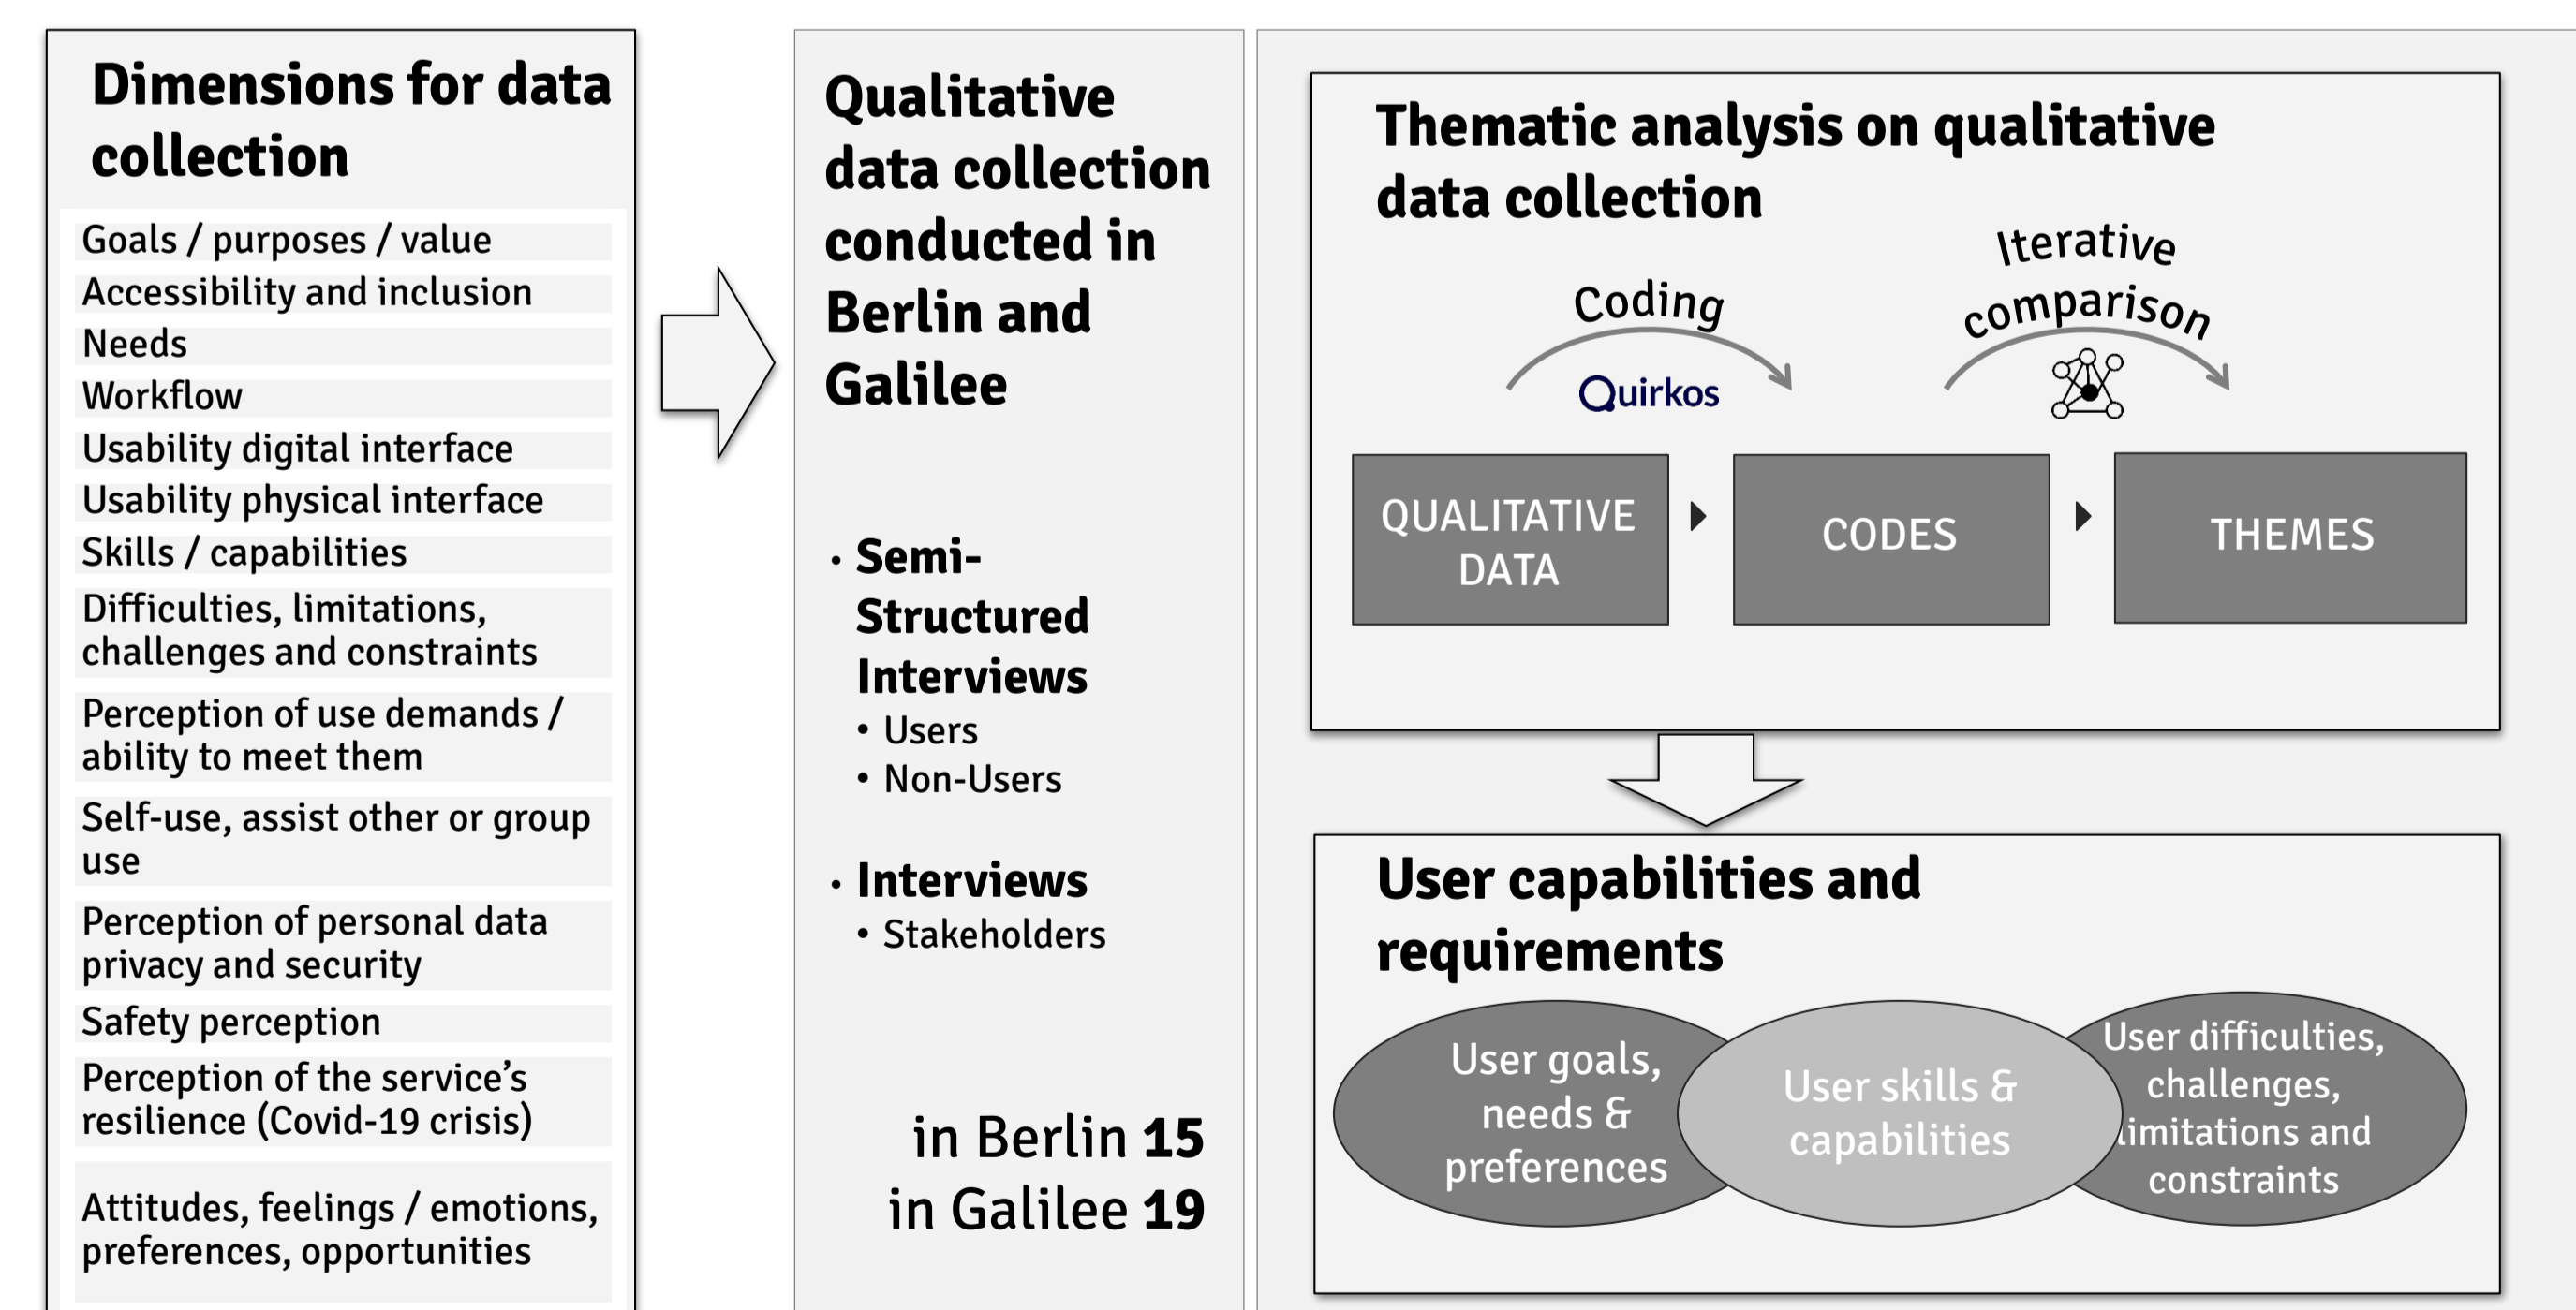 Dimensions for data
collection
Goals / purposes / value
Accessibility and inclusion
Needs
Workflow
Usability digital interface
Usability physical interface
Skills / capabilities
Difficulties, limitations,
challenges and constraints
Perception of use demands /
ability to meet them
Self-use, assist other or group
use
Perception of personal data
privacy and security
Safety perception
Perception of the service’s
resilience (Covid-19 crisis)
Attitudes, feelings / emotions,
preferences, opportunities
Qualitative
data collection
conducted in
Berlin and
Galilee
• Semi-
Structured
Interviews
• Users
• Non-Users
• Interviews
• Stakeholders
in Berlin 15
in Galilee 19
Thematic analysis on qualitative
data collection
Coding
Quirkos
Iterative
comparison
QUALITATIVE
DATA
CODES
THEMES
User capabilities and
requirements
User goals,
needs &
preferences
User skills &
capabilities
User difficulties,
challenges,
limitations and
constraints